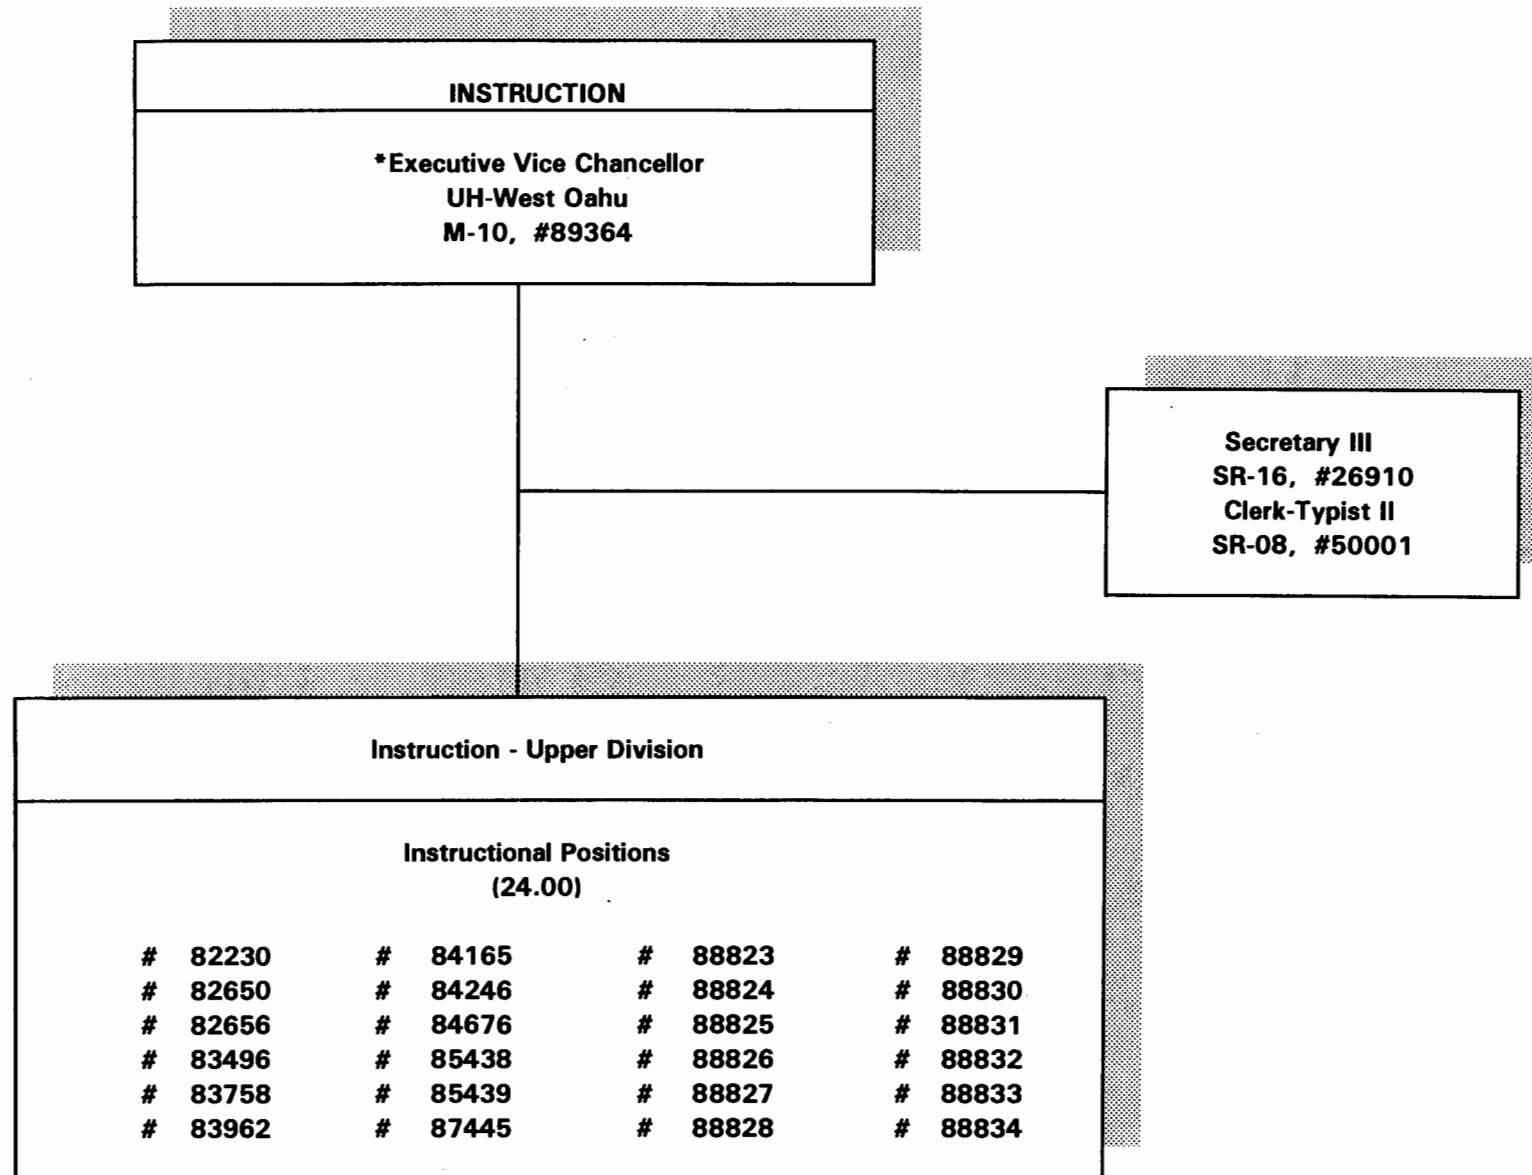 INSTRUCTION
*Executive Vice Chancellor
UH-West Oahu
M-10, #89364
Secretary III
SR-16, #26910
Clerk-Typist II
SR-08, #50001
Instruction - Upper Division
Instructional Positions
(24.00)
# 82230 # 84165 # 88823 # 88829
# 82650 # 84246 # 88824 # 88830
# 82656 # 84676 # 88825 # 88831
# 83496 # 85438 # 88826 # 88832
# 83758 # 85439 # 88827 # 88833
# 83962 # 87445 # 88828 # 88834